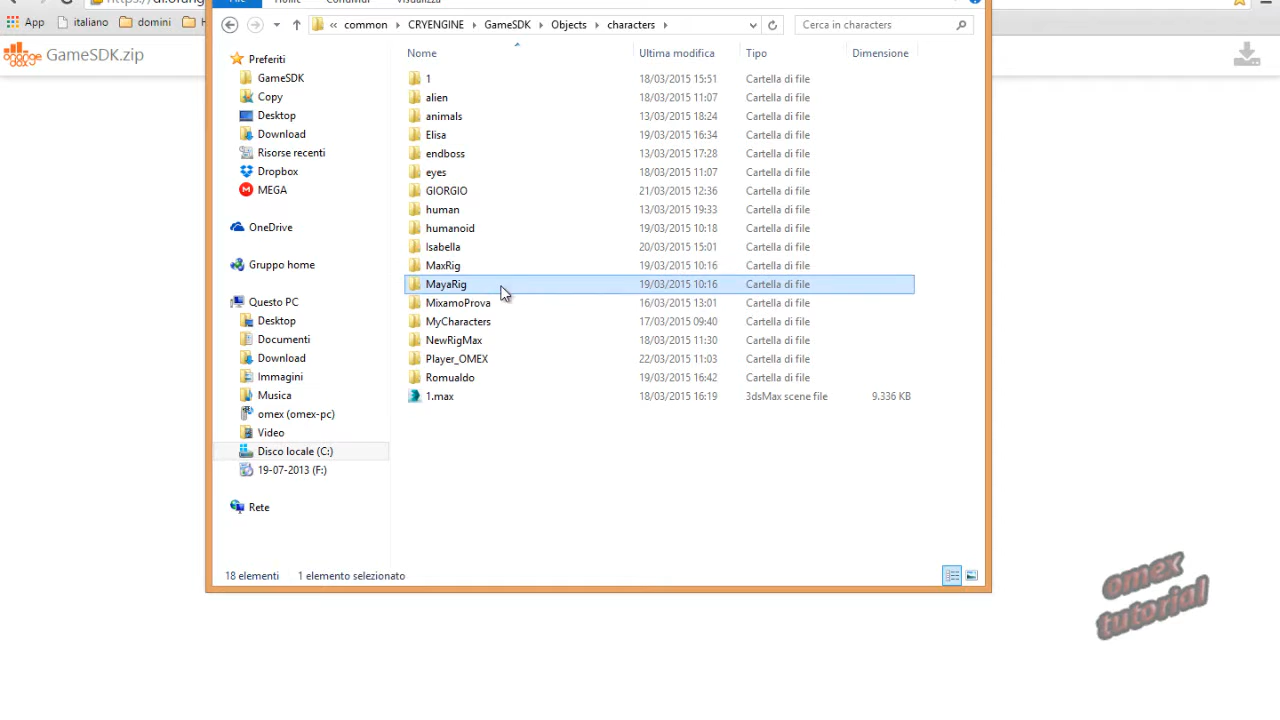 File Home Condividi Visualizza
https://dl.orang
App italiano domini
orange dox GameSDK.zip
« common CRYENGINE GameSDK Objects characters
Cerca in characters
Nome Ultima modifica Tipo Dimensione
Preferiti
GameSDK
Copy
Desktop
Download
Risorse recenti
Dropbox
MEGA
OneDrive
Gruppo home
Questo PC
Desktop
Documenti
Download
Immagini
Musica
omex (omex-pc)
Video
Disco locale (C:)
19-07-2013 (F:)
Rete
1 18/03/2015 15:51 Cartella di file
alien 18/03/2015 11:07 Cartella di file
animals 13/03/2015 18:24 Cartella di file
Elisa 19/03/2015 16:34 Cartella di file
endboss 13/03/2015 17:28 Cartella di file
eyes 18/03/2015 11:07 Cartella di file
GIORGIO 21/03/2015 12:36 Cartella di file
human 13/03/2015 19:33 Cartella di file
humanoid 19/03/2015 10:18 Cartella di file
Isabella 20/03/2015 15:01 Cartella di file
MaxRig 19/03/2015 10:16 Cartella di file
MayaRig 19/03/2015 10:16 Cartella di file
MixamoProva 16/03/2015 13:01 Cartella di file
MyCharacters 17/03/2015 09:40 Cartella di file
NewRigMax 18/03/2015 11:30 Cartella di file
Player_OMEX 22/03/2015 11:03 Cartella di file
Romualdo 19/03/2015 16:42 Cartella di file
1.max 18/03/2015 16:19 3dsMax scene file 9.336 KB
18 elementi 1 elemento selezionato
omex
tutorial